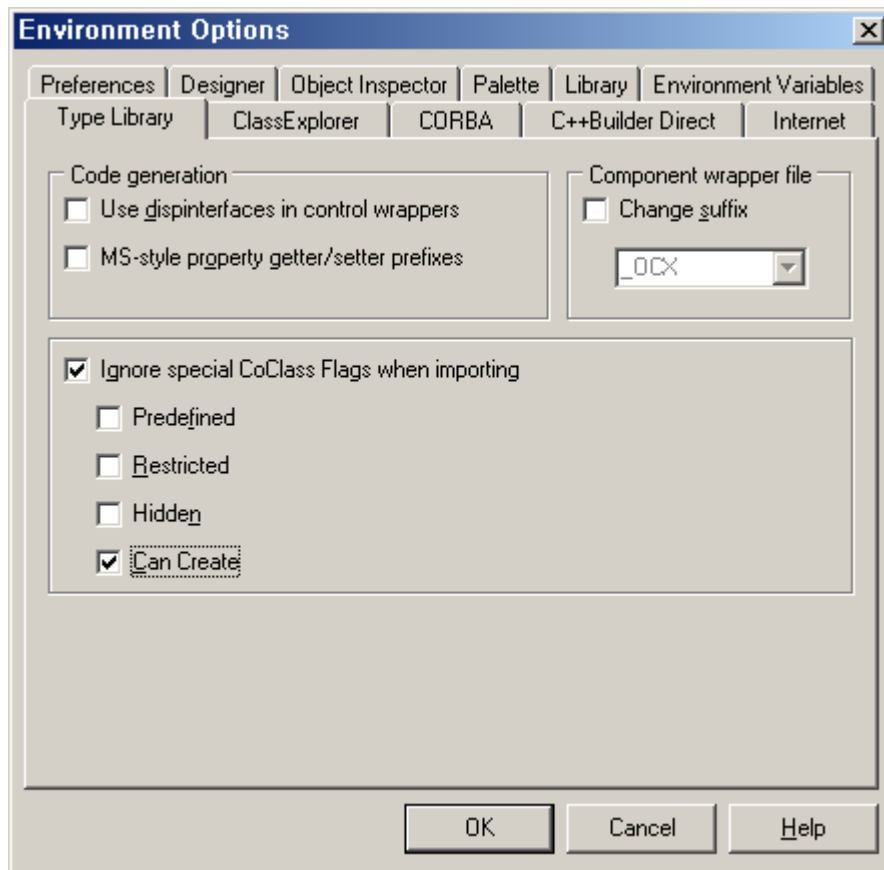 Environment Options
Preferences Designer Object Inspector Palette Library Environment Variables
Type Library ClassExplorer CORBA C++Builder Direct Internet
Code generation
Use dispinterfaces in control wrappers
MS-style property getter/setter prefixes
Component wrapper file
Change suffix
_OCX
Ignore special CoClass Flags when importing
Predefined
Restricted
Hidden
Can Create
OK Cancel Help